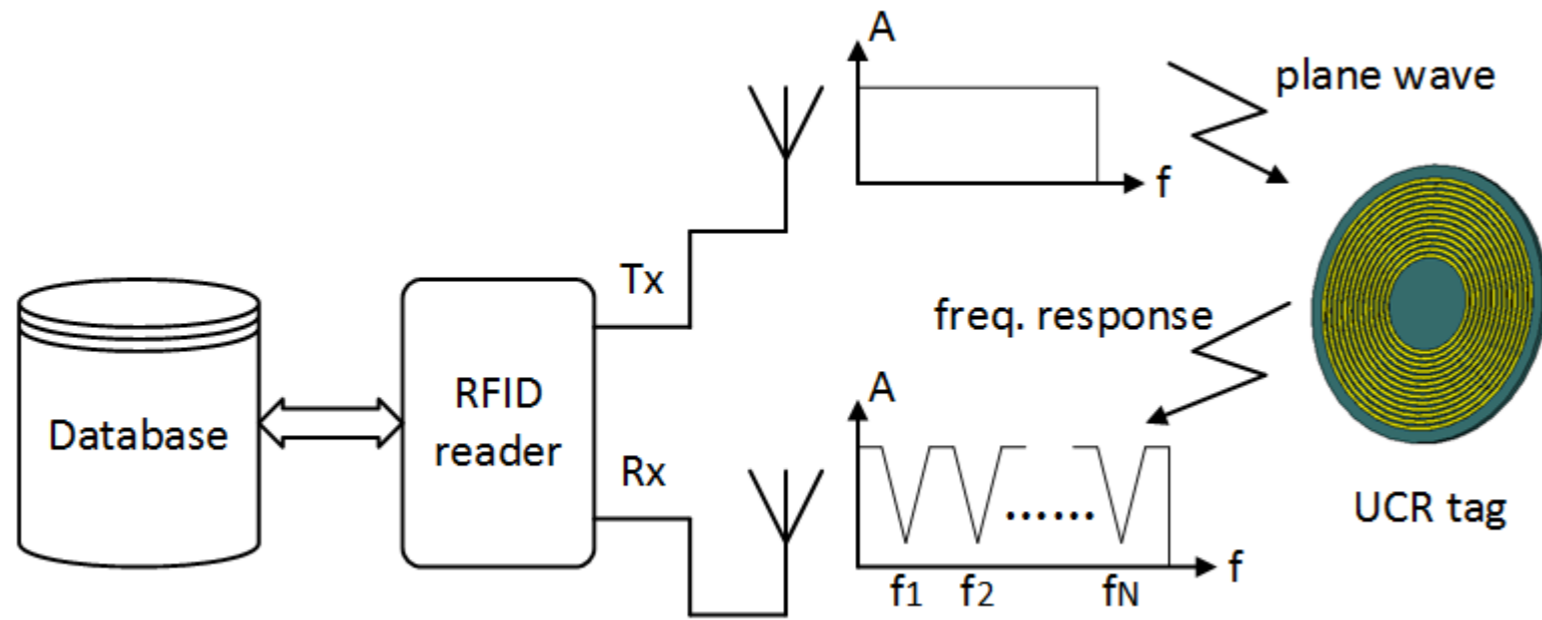 A
plane wave
f
Tx
freq. response
Database
RFID
reader
A
Rx
......
UCR tag
f1
f2
fN
f